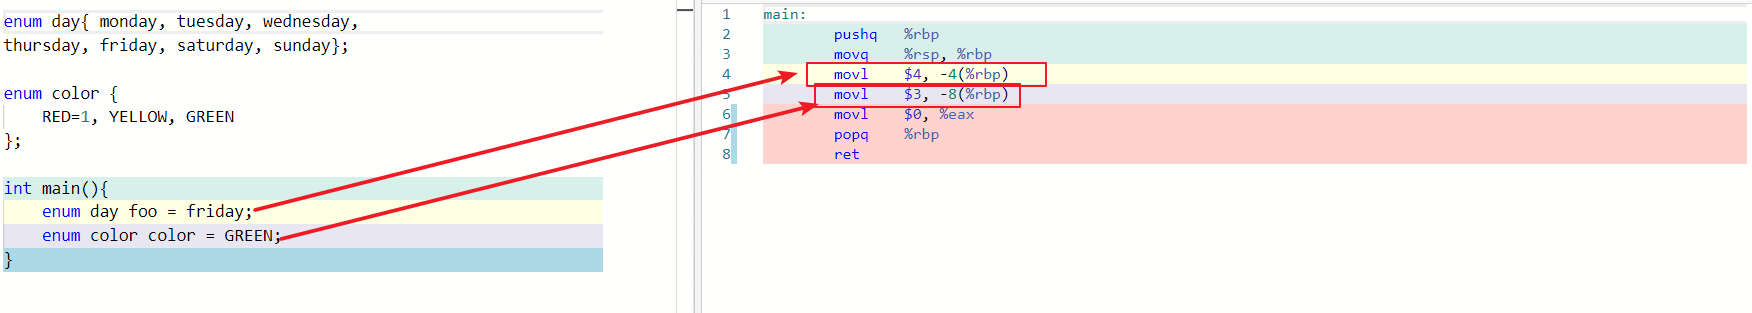 enum day{ monday, tuesday, wednesday,
thursday, friday, saturday, sunday};
enum color {
    RED=1, YELLOW, GREEN
};
int main(){
    enum day foo = friday;
    enum color color = GREEN;
}
1 main:
2         pushq   %rbp
3         movq    %rsp, %rbp
4         movl    $4, -4(%rbp)
5         movl    $3, -8(%rbp)
6         movl    $0, %eax
7         popq    %rbp
8         ret